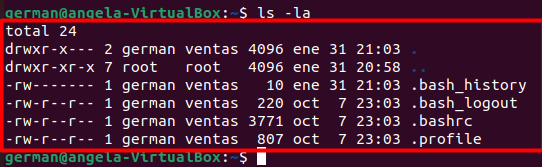 german@angela-VirtualBox:~$ ls -la
total 24
drwxr-x--- 2 german ventas 4096 ene 31 21:03 .
drwxr-xr-x 7 root   root   4096 ene 31 20:58 ..
-rw------- 1 german ventas   10 ene 31 21:03 .bash_history
-rw-r--r-- 1 german ventas  220 oct  7 23:03 .bash_logout
-rw-r--r-- 1 german ventas 3771 oct  7 23:03 .bashrc
-rw-r--r-- 1 german ventas  807 oct  7 23:03 .profile
german@angela-VirtualBox:~$